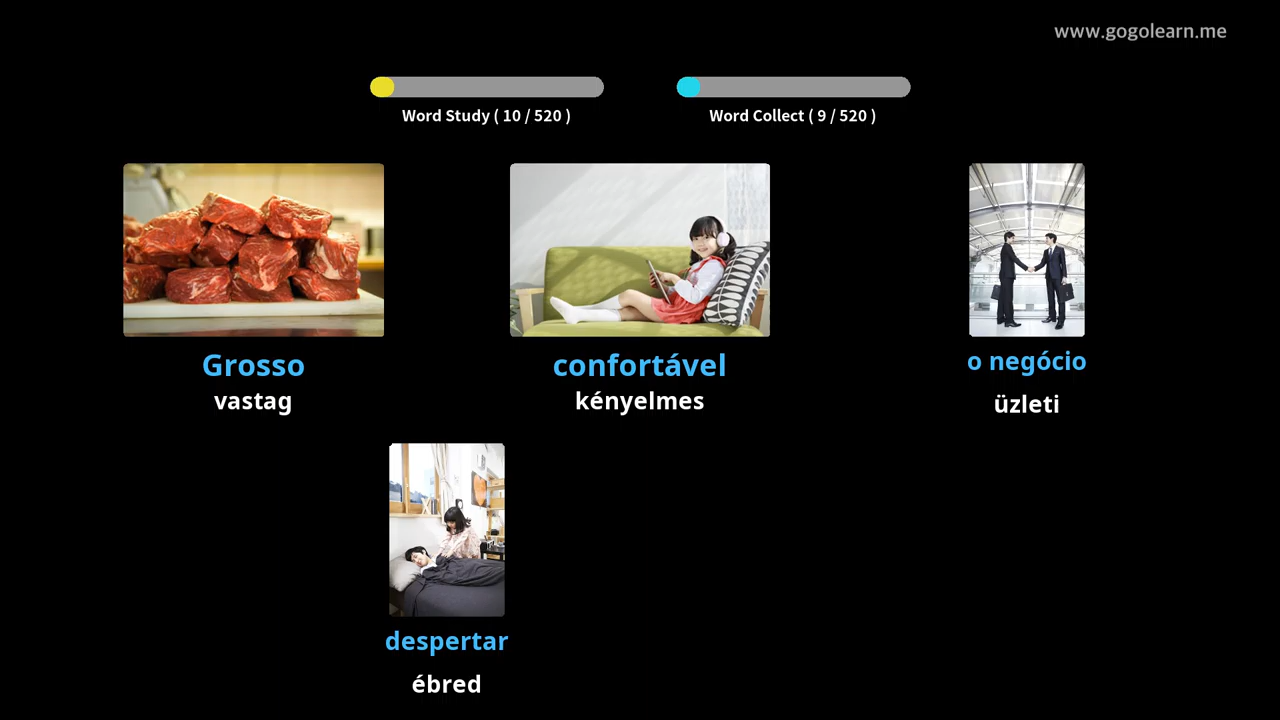 www.gogolearn.me
Word Study ( 10 / 520 )
Word Collect ( 9 / 520 )
Grosso
vastag
confortável
kényelmes
o negócio
üzleti
despertar
ébred